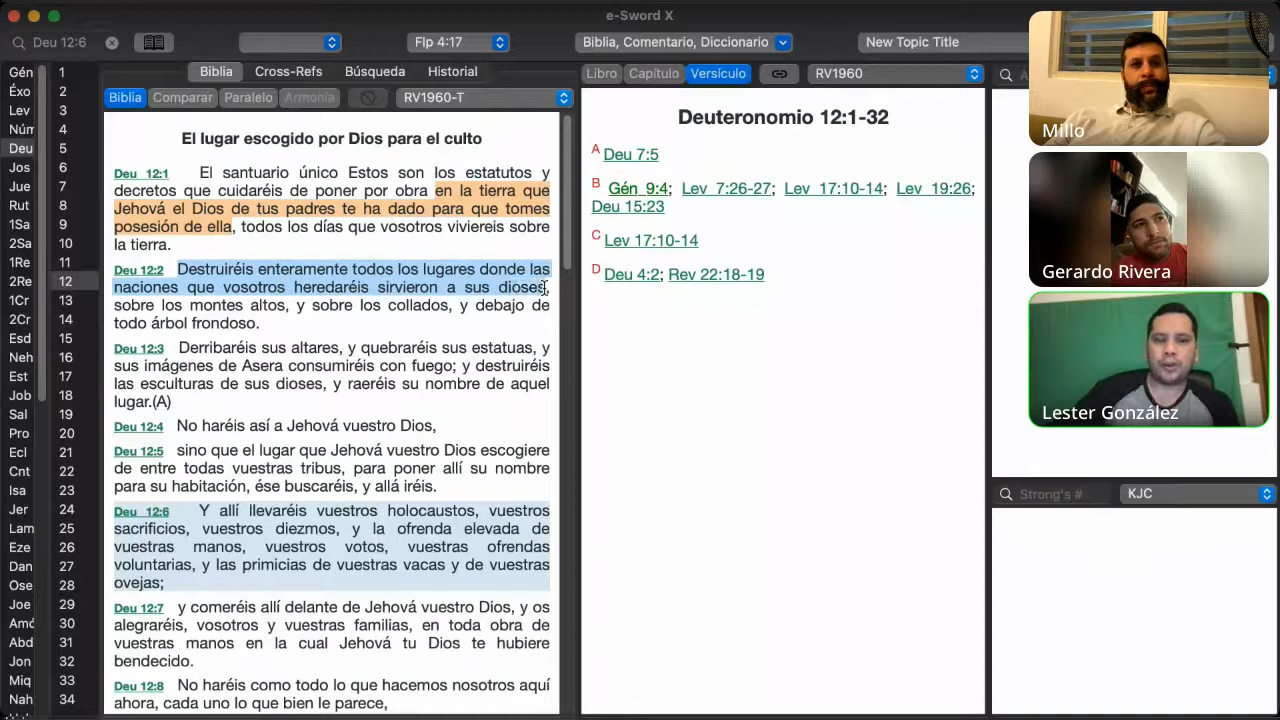 e-Sword X
Deu 12:6
Flp 4:17
Biblia, Comentario, Diccionario
New Topic Title
Biblia
Cross-Refs
Búsqueda
Historial
Libro
Capítulo
Versículo
RV1960
Biblia
Comparar
Paralelo
Armonía
RV1960-T
Gén
Éxo
Lev
Núm
Deu
Jos
Jue
Rut
1Sa
2Sa
1Re
2Re
1Cr
2Cr
Esd
Neh
Est
Job
Sal
Pro
Ecl
Cnt
Isa
Jer
Lam
Eze
Dan
Ose
Joe
Amó
Abd
Jon
Miq
Nah
1
2
3
4
5
6
7
8
9
10
11
12
13
14
15
16
17
18
19
20
21
22
23
24
25
26
27
28
29
30
31
32
33
34
El lugar escogido por Dios para el culto
Deu 12:1 El santuario único Estos son los estatutos y
decretos que cuidaréis de poner por obra en la tierra que
Jehová el Dios de tus padres te ha dado para que tomes
posesión de ella, todos los días que vosotros viviereis sobre
la tierra.
Deu 12:2 Destruiréis enteramente todos los lugares donde las
naciones que vosotros heredaréis sirvieron a sus dioses,
sobre los montes altos, y sobre los collados, y debajo de
todo árbol frondoso.
Deu 12:3 Derribaréis sus altares, y quebraréis sus estatuas, y
sus imágenes de Asera consumiréis con fuego; y destruiréis
las esculturas de sus dioses, y raeréis su nombre de aquel
lugar.(A)
Deu 12:4 No haréis así a Jehová vuestro Dios,
Deu 12:5 sino que el lugar que Jehová vuestro Dios escogiere
de entre todas vuestras tribus, para poner allí su nombre
para su habitación, ése buscaréis, y allá iréis.
Deu 12:6 Y allí llevaréis vuestros holocaustos, vuestros
sacrificios, vuestros diezmos, y la ofrenda elevada de
vuestras manos, vuestros votos, vuestras ofrendas
voluntarias, y las primicias de vuestras vacas y de vuestras
ovejas;
Deu 12:7 y comeréis allí delante de Jehová vuestro Dios, y os
alegraréis, vosotros y vuestras familias, en toda obra de
vuestras manos en la cual Jehová tu Dios te hubiere
bendecido.
Deu 12:8 No haréis como todo lo que hacemos nosotros aquí
ahora, cada uno lo que bien le parece,
Deuteronomio 12:1-32
A Deu 7:5
B Gén 9:4; Lev 7:26-27; Lev 17:10-14; Lev 19:26;
Deu 15:23
C Lev 17:10-14
D Deu 4:2; Rev 22:18-19
Millo
Gerardo Rivera
Lester González
Strong's #
KJC